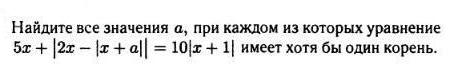 Найдите все значения a, при каждом из которых уравнение
5x + |2x − |x + a|| = 10|x + 1| имеет хотя бы один корень.